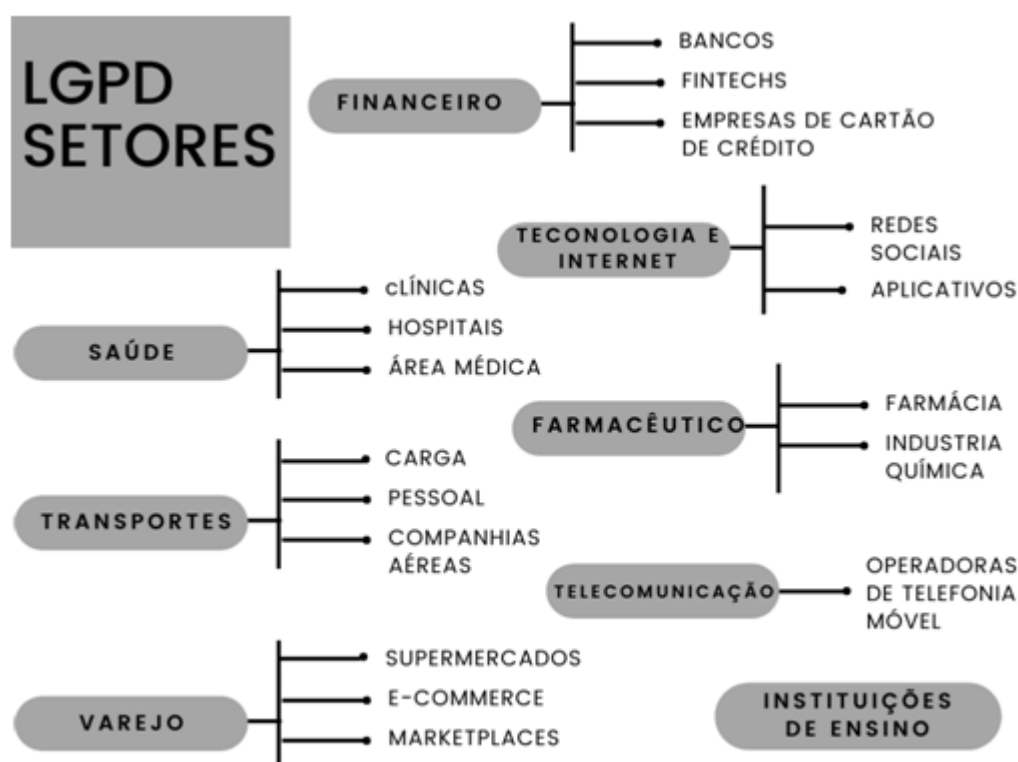 LGPD
SETORES
FINANCEIRO
BANCOS
FINTECHS
EMPRESAS DE CARTÃO
DE CRÉDITO
TECONOLOGIA E
INTERNET
REDES
SOCIAIS
APLICATIVOS
SAÚDE
cLÍNICAS
HOSPITAIS
ÁREA MÉDICA
FARMACÊUTICO
FARMÁCIA
INDUSTRIA
QUÍMICA
TRANSPORTES
CARGA
PESSOAL
COMPANHIAS
AÉREAS
TELECOMUNICAÇÃO
OPERADORAS
DE TELEFONIA
MÓVEL
VAREJO
SUPERMERCADOS
E-COMMERCE
MARKETPLACES
INSTITUIÇÕES
DE ENSINO